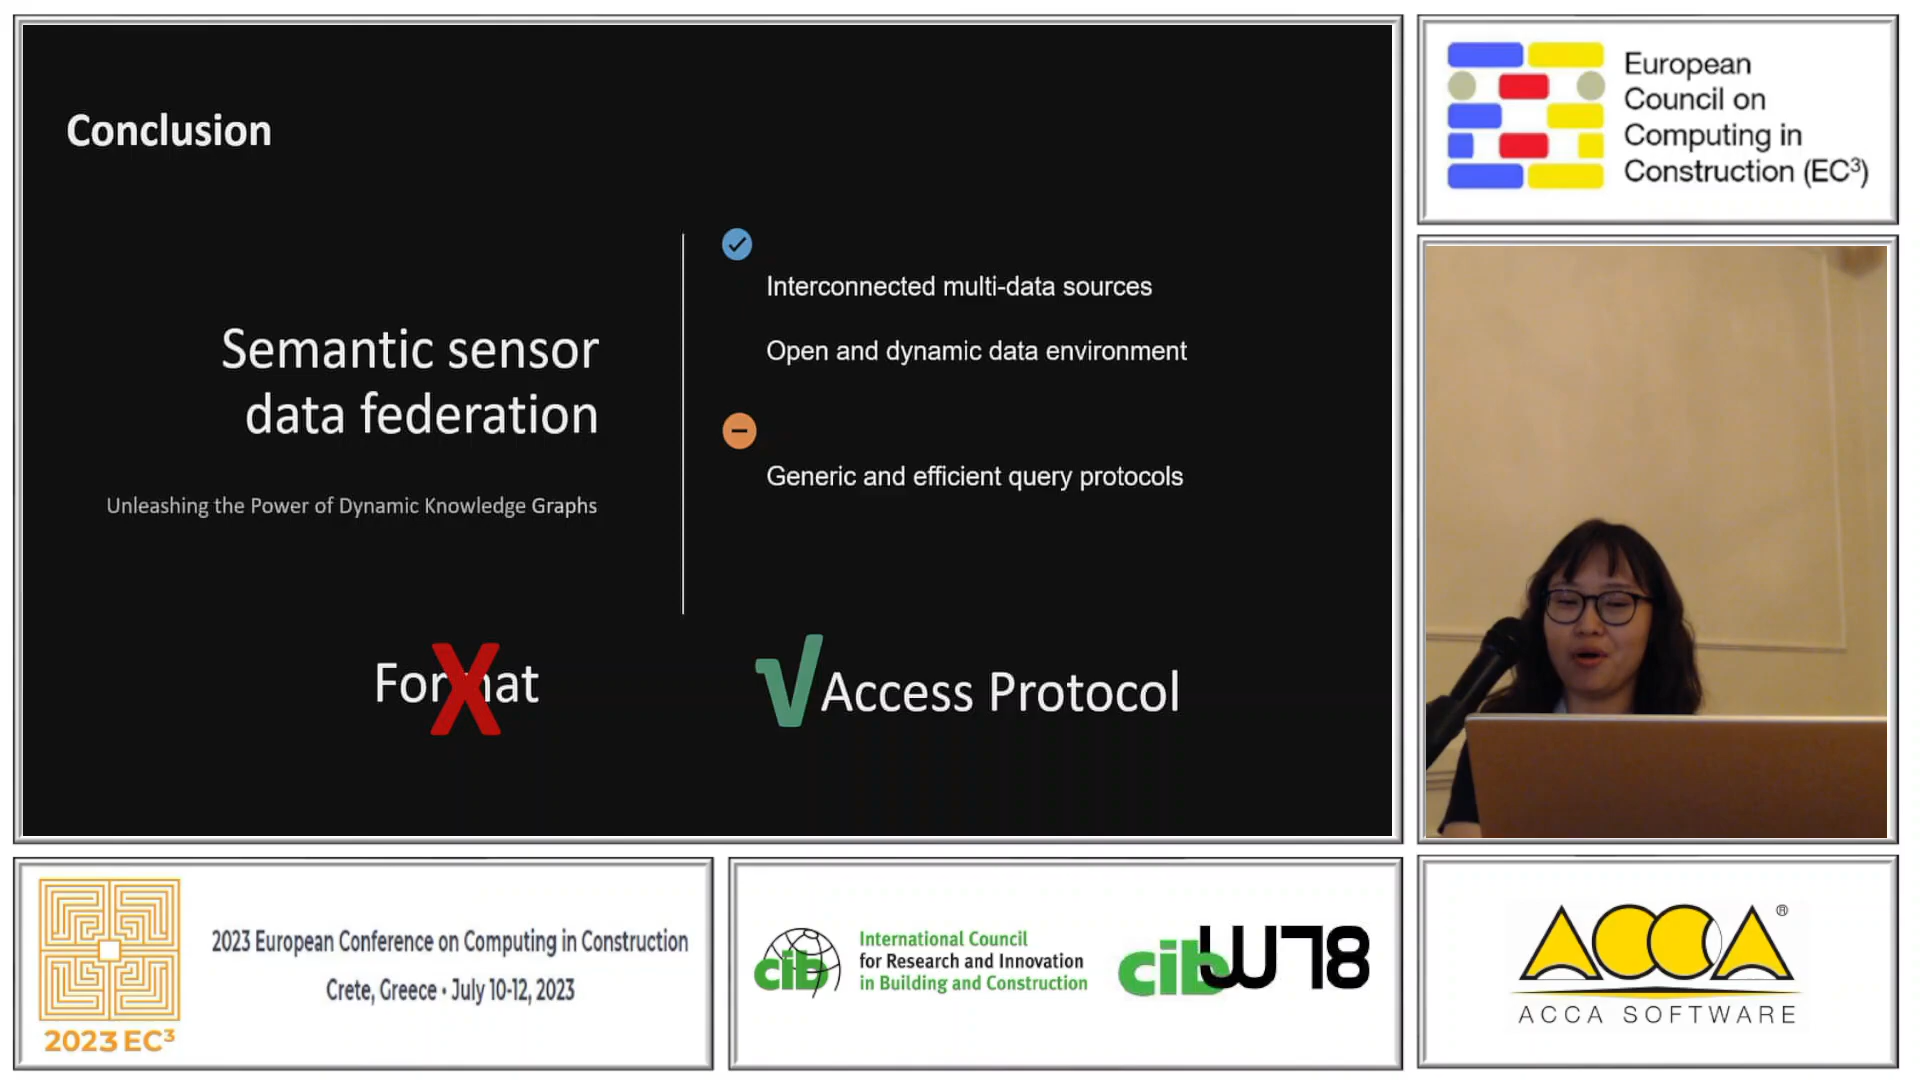 Conclusion
Semantic sensor
data federation
Unleashing the Power of Dynamic Knowledge Graphs
Interconnected multi-data sources
Open and dynamic data environment
Generic and efficient query protocols
Format
Access Protocol
European
Council on
Computing in
Construction (EC³)
2023 EC³
2023 European Conference on Computing in Construction
Crete, Greece • July 10-12, 2023
cib
International Council
for Research and Innovation
in Building and Construction
cib W78
ACCA ®
ACCA SOFTWARE